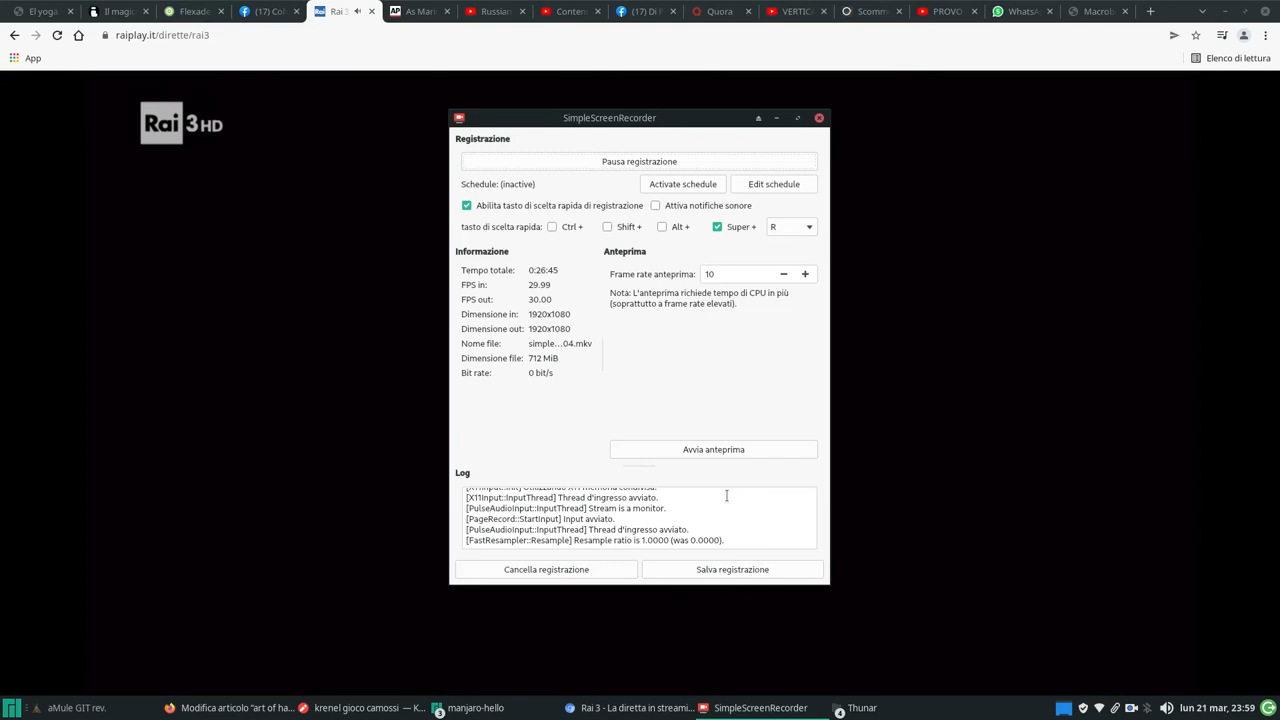 El yoga
Il magic
Flexade
(17) Col
Rai 3
As Mari
Russian
Conten
(17) Di F
Quora
VERTIC
Scomm
PROVO
WhatsA
Macrob
raiplay.it/dirette/rai3
App
Elenco di lettura
Rai 3HD
SimpleScreenRecorder
Registrazione
Pausa registrazione
Schedule: (inactive)
Activate schedule
Edit schedule
Abilita tasto di scelta rapida di registrazione
Attiva notifiche sonore
tasto di scelta rapida:
Ctrl +
Shift +
Alt +
Super +
R
Informazione
Anteprima
Tempo totale: 0:26:45
Frame rate anteprima: 10
FPS in: 29.99
Nota: L'anteprima richiede tempo di CPU in più
(soprattutto a frame rate elevati).
FPS out: 30.00
Dimensione in: 1920x1080
Dimensione out: 1920x1080
Nome file: simple...04.mkv
Dimensione file: 712 MiB
Bit rate: 0 bit/s
Avvia anteprima
Log
[X11Input::Init] Utilizzando X11 memoria condivisa.
[X11Input::InputThread] Thread d'ingresso avviato.
[PulseAudioInput::InputThread] Stream is a monitor.
[PageRecord::StartInput] Input avviato.
[PulseAudioInput::InputThread] Thread d'ingresso avviato.
[FastResampler::Resample] Resample ratio is 1.0000 (was 0.0000).
Cancella registrazione
Salva registrazione
aMule GIT rev.
Modifica articolo "art of ha...
krenel gioco camossi — K...
3
manjaro-hello
Rai 3 - La diretta in streami...
SimpleScreenRecorder
4
Thunar
lun 21 mar, 23:59